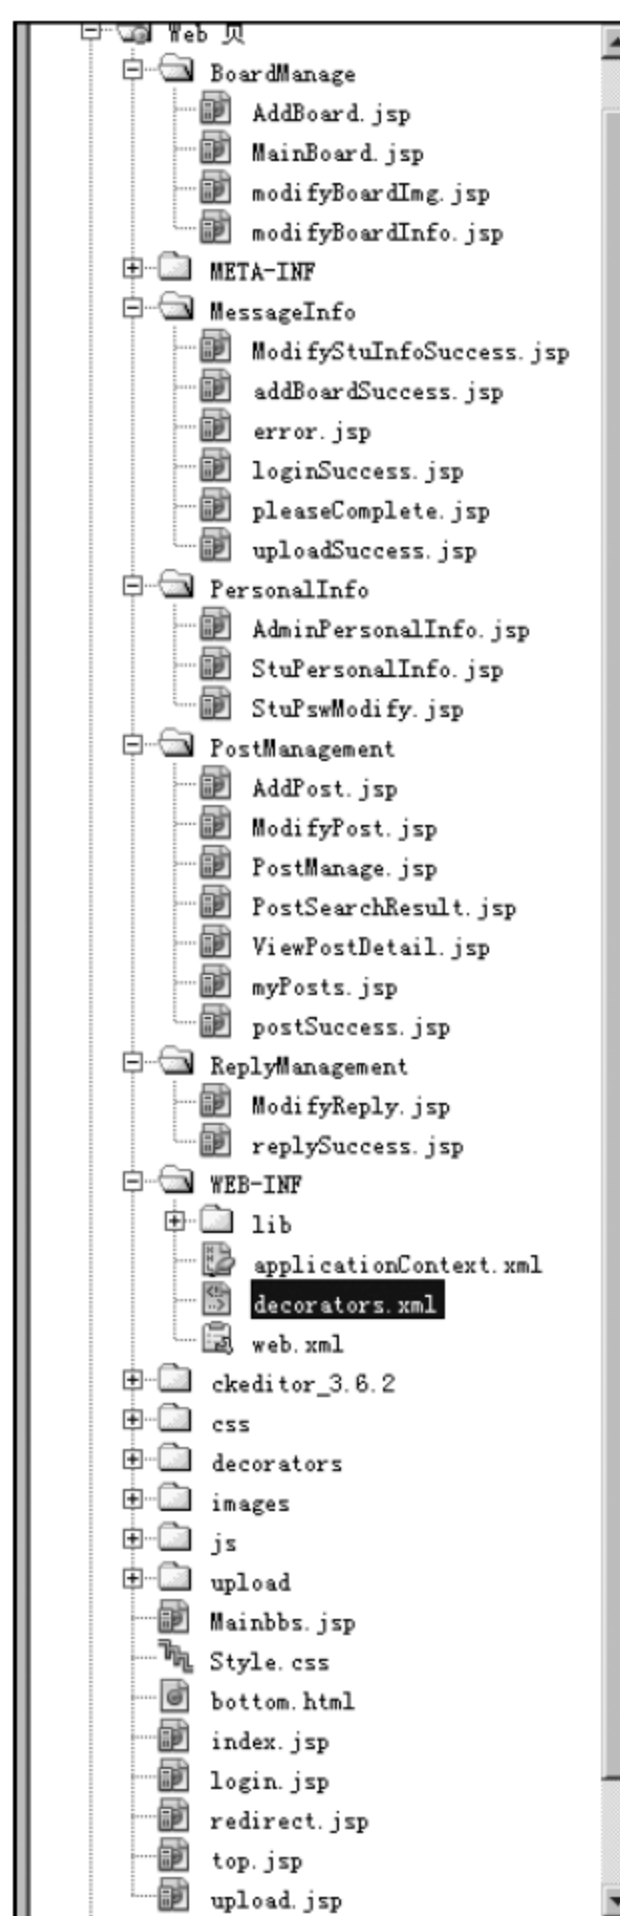 Web 页
BoardManage
AddBoard.jsp
MainBoard.jsp
modifyBoardImg.jsp
modifyBoardInfo.jsp
META-INF
MessageInfo
ModifyStuInfoSuccess.jsp
addBoardSuccess.jsp
error.jsp
loginSuccess.jsp
pleaseComplete.jsp
uploadSuccess.jsp
PersonalInfo
AdminPersonalInfo.jsp
StuPersonalInfo.jsp
StuPswModify.jsp
PostManagement
AddPost.jsp
ModifyPost.jsp
PostManage.jsp
PostSearchResult.jsp
ViewPostDetail.jsp
myPosts.jsp
postSuccess.jsp
ReplyManagement
ModifyReply.jsp
replySuccess.jsp
WEB-INF
lib
applicationContext.xml
decorators.xml
web.xml
ckeditor_3.6.2
css
decorators
images
js
upload
Mainbbs.jsp
Style.css
bottom.html
index.jsp
login.jsp
redirect.jsp
top.jsp
upload.jsp